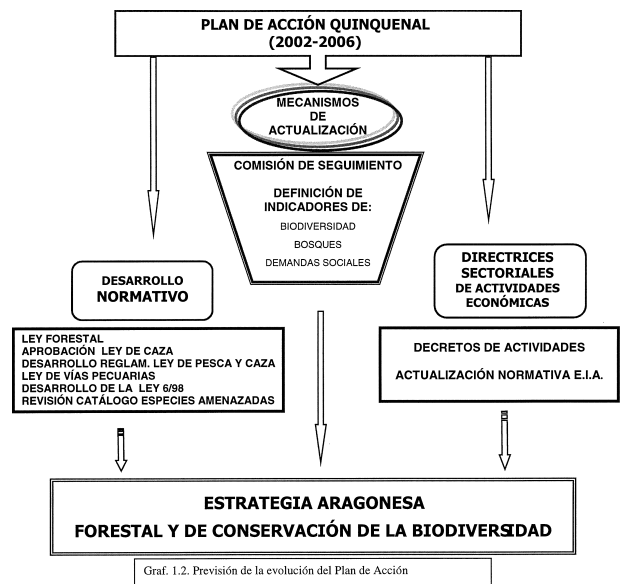 PLAN DE ACCIÓN QUINQUENAL
(2002-2006)
MECANISMOS
DE
ACTUALIZACIÓN
COMISIÓN DE SEGUIMIENTO
DEFINICIÓN DE
INDICADORES DE:
BIODIVERSIDAD
BOSQUES
DEMANDAS SOCIALES
DESARROLLO
NORMATIVO
LEY FORESTAL
APROBACIÓN LEY DE CAZA
DESARROLLO REGLAM. LEY DE PESCA Y CAZA
LEY DE VÍAS PECUARIAS
DESARROLLO DE LA LEY 6/98
REVISIÓN CATÁLOGO ESPECIES AMENAZADAS
DIRECTRICES
SECTORIALES
DE ACTIVIDADES
ECONÓMICAS
DECRETOS DE ACTIVIDADES
ACTUALIZACIÓN NORMATIVA E.I.A.
ESTRATEGIA ARAGONESA
FORESTAL Y DE CONSERVACIÓN DE LA BIODIVERSIDAD
Graf. 1.2. Previsión de la evolución del Plan de Acción